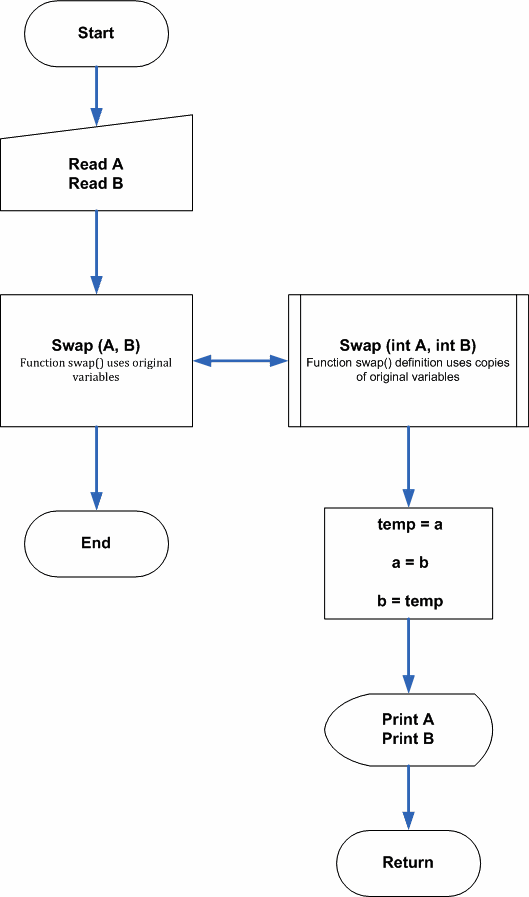 Start
Read A
Read B
Swap (A, B)
Function swap() uses original
variables
End
Swap (int A, int B)
Function swap() definition uses copies
of original variables
temp = a
a = b
b = temp
Print A
Print B
Return